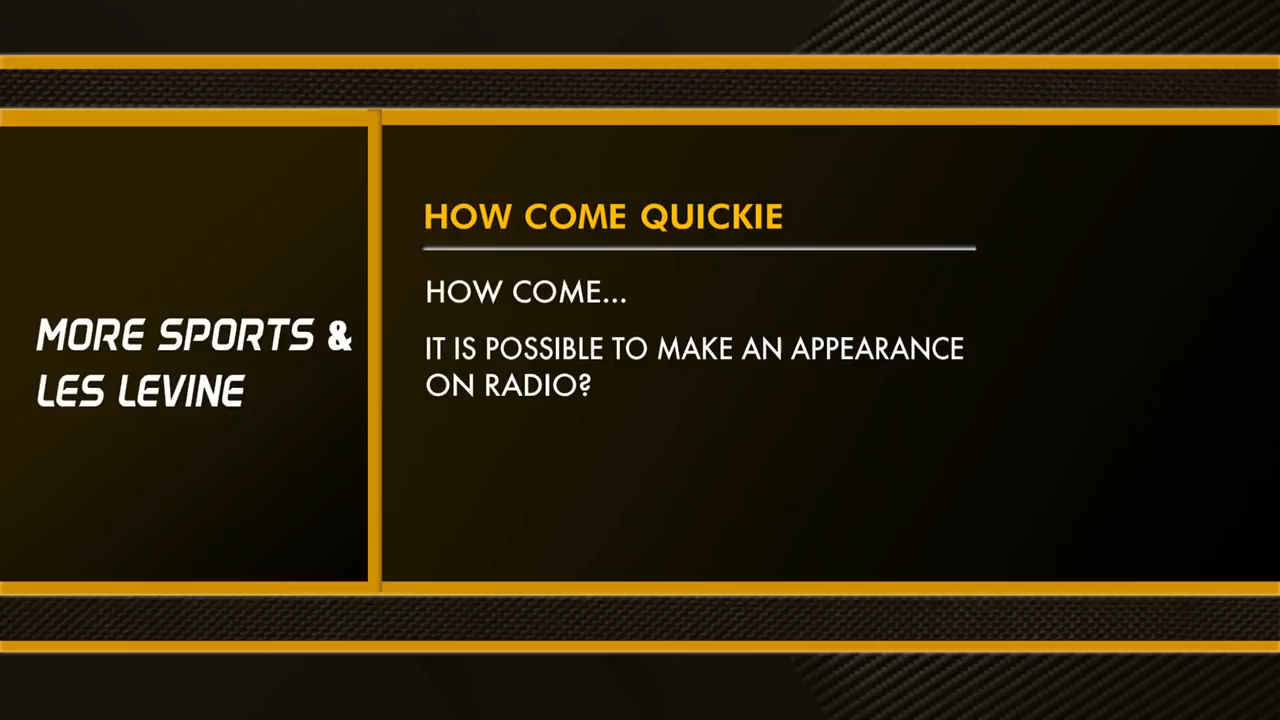 MORE SPORTS &
LES LEVINE
HOW COME QUICKIE
HOW COME...
IT IS POSSIBLE TO MAKE AN APPEARANCE
ON RADIO?